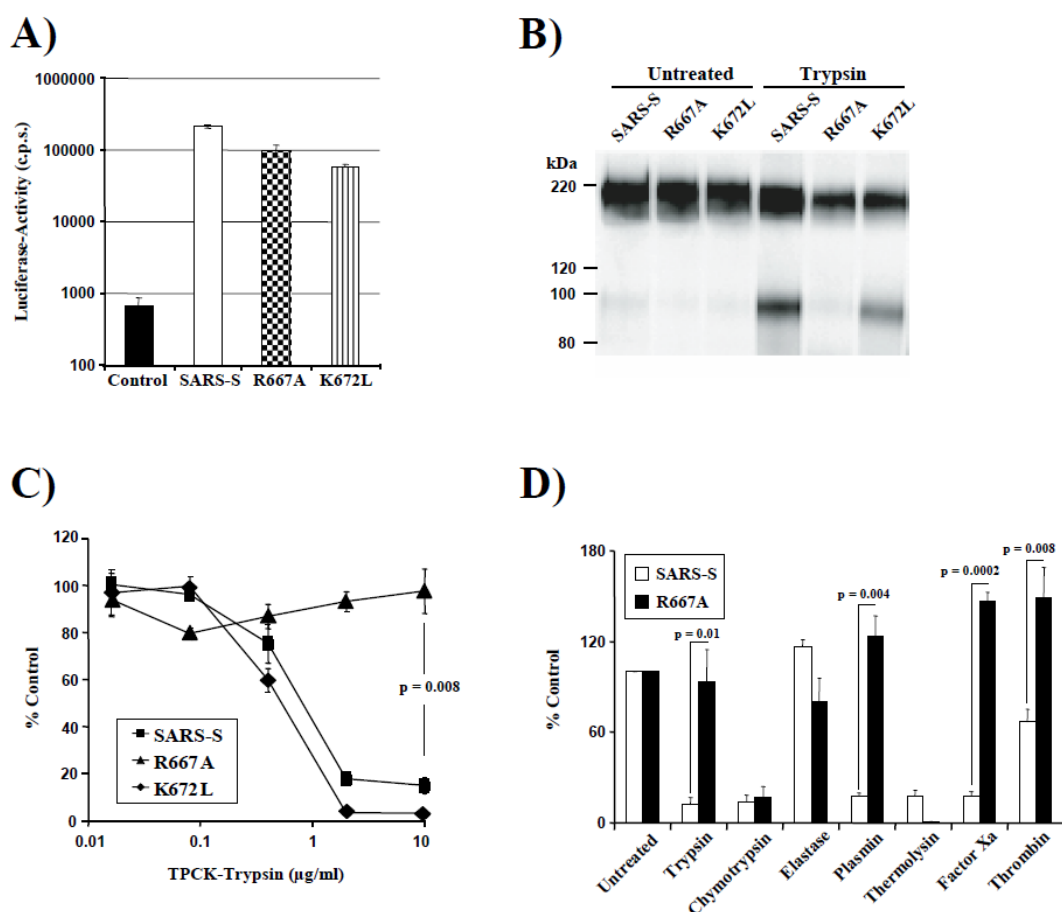 A)
Luciferase-Activity (c.p.s.)
1000000
100000
10000
1000
100
Control SARS-S R667A K672L
B)
Untreated Trypsin
SARS-S R667A K672L SARS-S R667A K672L
kDa
220
120
100
80
C)
% Control
120
100
80
60
40
20
0
p = 0.008
SARS-S
R667A
K672L
0.01 0.1 1 10
TPCK-Trypsin (µg/ml)
D)
% Control
180
120
60
0
SARS-S
R667A
p = 0.01
p = 0.004
p = 0.0002
p = 0.008
Untreated Trypsin Chymotrypsin Elastase Plasmin Thermolysin Factor Xa Thrombin